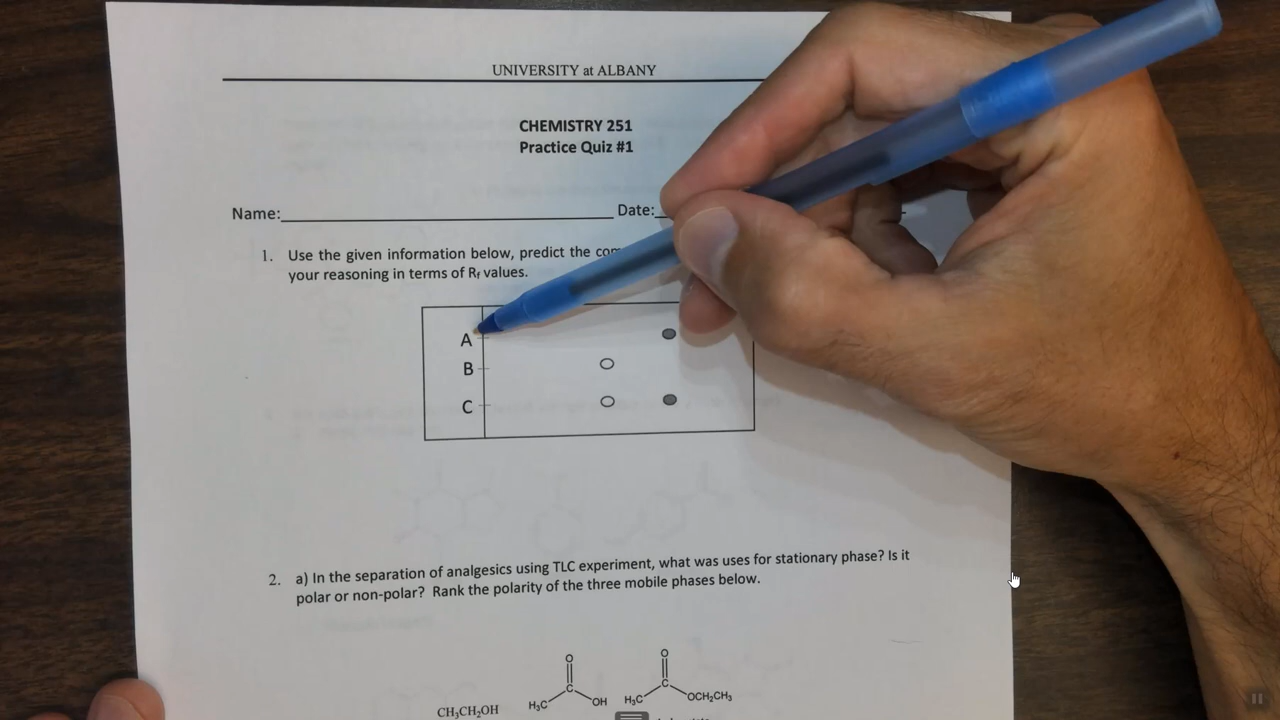 UNIVERSITY at ALBANY
CHEMISTRY 251
Practice Quiz #1
Name: Date:
1. Use the given information below, predict the
your reasoning in terms of Rf values.
A
B
C
2. a) In the separation of analgesics using TLC experiment, what was uses for stationary phase? Is it
polar or non-polar? Rank the polarity of the three mobile phases below.
O O
C C
CH3CH2OH H3C OH H3C OCH2CH3